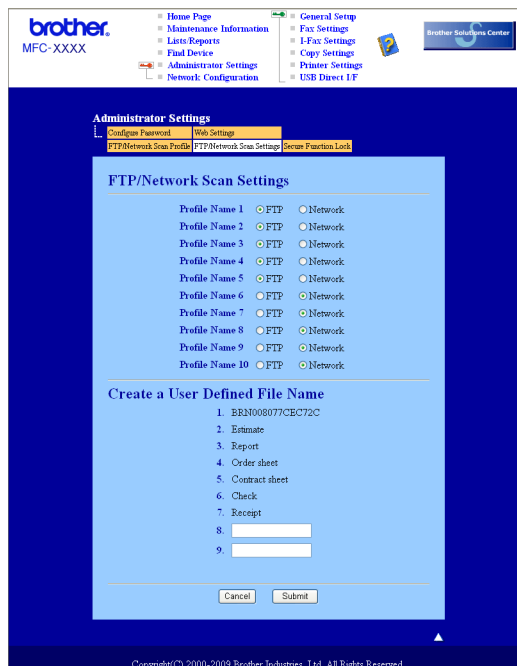 brother.
MFC-XXXX
Home Page
Maintenance Information
Lists/Reports
Find Device
Administrator Settings
Network Configuration
General Setup
Fax Settings
I-Fax Settings
Copy Settings
Printer Settings
USB Direct I/F
Brother Solutions Center
Administrator Settings
Configure Password
Web Settings
FTP/Network Scan Profile
FTP/Network Scan Settings
Secure Function Lock
FTP/Network Scan Settings
Profile Name 1 FTP Network
Profile Name 2 FTP Network
Profile Name 3 FTP Network
Profile Name 4 FTP Network
Profile Name 5 FTP Network
Profile Name 6 FTP Network
Profile Name 7 FTP Network
Profile Name 8 FTP Network
Profile Name 9 FTP Network
Profile Name 10 FTP Network
Create a User Defined File Name
1. BRN008077CEC72C
2. Estimate
3. Report
4. Order sheet
5. Contract sheet
6. Check
7. Receipt
8.
9.
Cancel
Submit
Copyright(C) 2000-2009 Brother Industries, Ltd. All Rights Reserved.